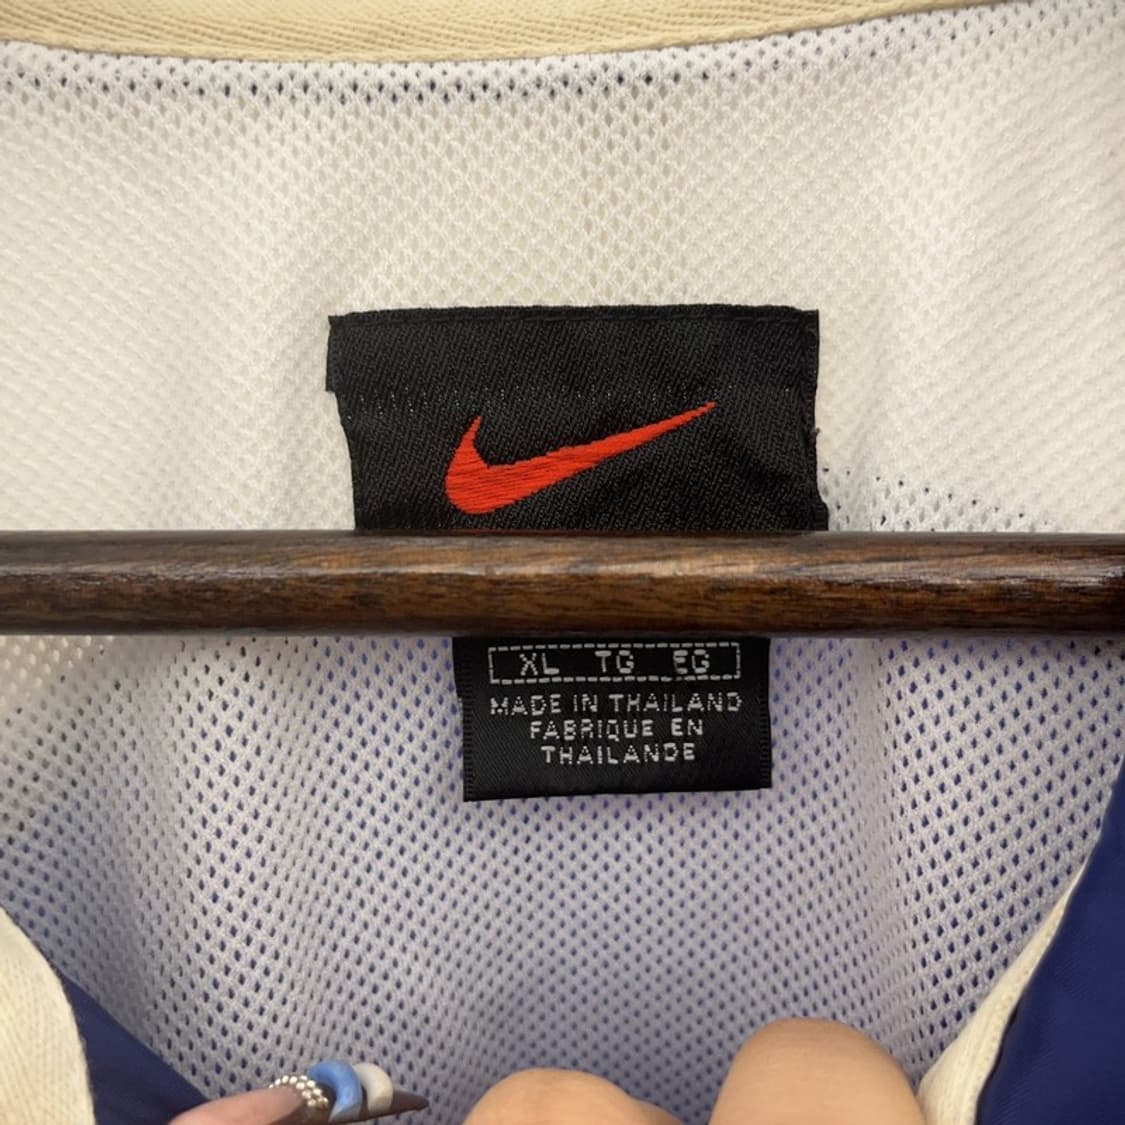 XL TG EG
MADE IN THAILAND
FABRIQUE EN
THAILANDE